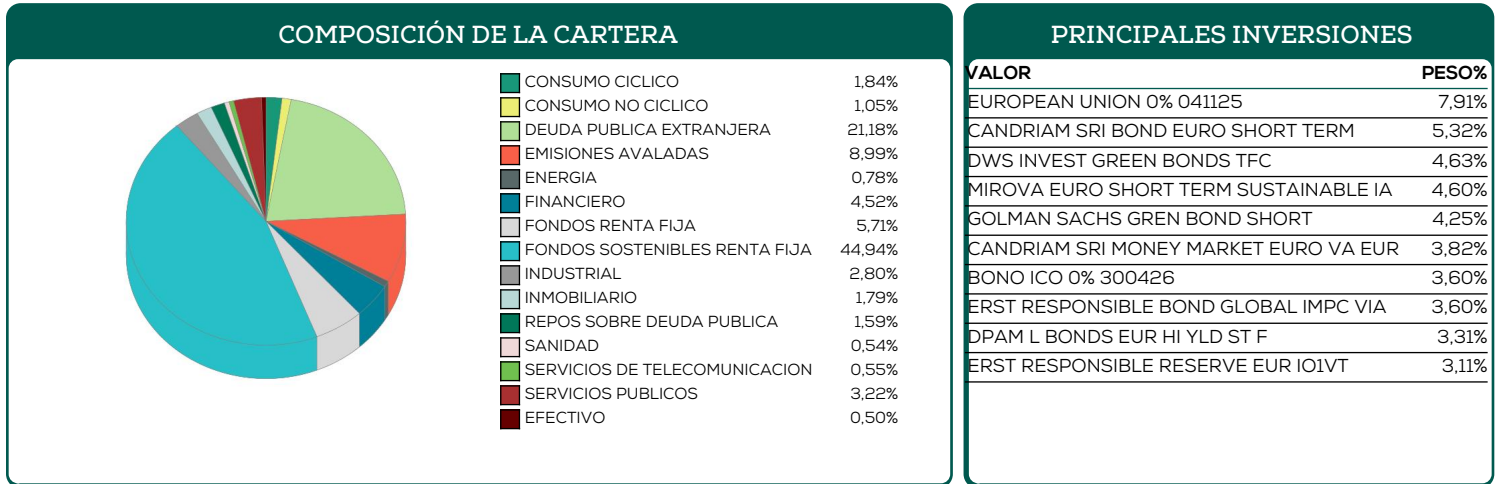 COMPOSICIÓN DE LA CARTERA
CONSUMO CICLICO 1,84%
CONSUMO NO CICLICO 1,05%
DEUDA PUBLICA EXTRANJERA 21,18%
EMISIONES AVALADAS 8,99%
ENERGIA 0,78%
FINANCIERO 4,52%
FONDOS RENTA FIJA 5,71%
FONDOS SOSTENIBLES RENTA FIJA 44,94%
INDUSTRIAL 2,80%
INMOBILIARIO 1,79%
REPOS SOBRE DEUDA PUBLICA 1,59%
SANIDAD 0,54%
SERVICIOS DE TELECOMUNICACION 0,55%
SERVICIOS PUBLICOS 3,22%
EFECTIVO 0,50%
PRINCIPALES INVERSIONES
VALOR PESO%
EUROPEAN UNION 0% 041125 7,91%
CANDRIAM SRI BOND EURO SHORT TERM 5,32%
DWS INVEST GREEN BONDS TFC 4,63%
MIROVA EURO SHORT TERM SUSTAINABLE IA 4,60%
GOLMAN SACHS GREN BOND SHORT 4,25%
CANDRIAM SRI MONEY MARKET EURO VA EUR 3,82%
BONO ICO 0% 300426 3,60%
ERST RESPONSIBLE BOND GLOBAL IMPC VIA 3,60%
DPAM L BONDS EUR HI YLD ST F 3,31%
ERST RESPONSIBLE RESERVE EUR IO1VT 3,11%